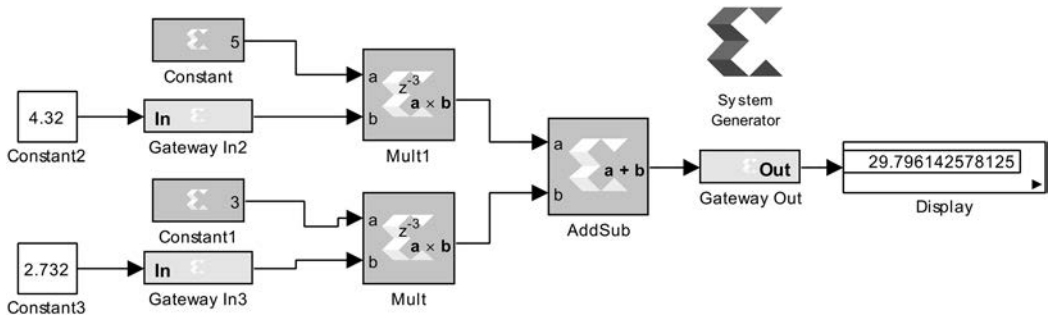 5
Constant
4.32
Constant2
In
Gateway In2
a
b
z-3
a × b
Mult1
3
Constant1
2.732
Constant3
In
Gateway In3
a
b
z-3
a × b
Mult
a
b
a + b
AddSub
System
Generator
Out
Gateway Out
29.796142578125
Display